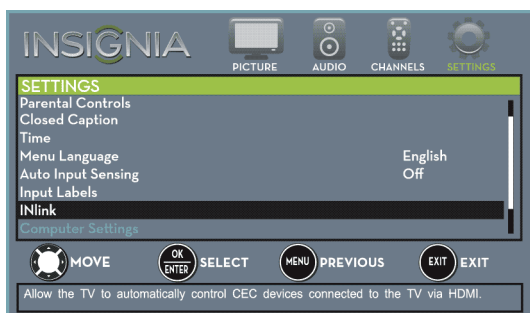 INSIGNIA
PICTURE AUDIO CHANNELS SETTINGS
SETTINGS
Parental Controls
Closed Caption
Time
Menu Language English
Auto Input Sensing Off
Input Labels
INlink
Computer Settings
MOVE OK ENTER SELECT MENU PREVIOUS EXIT EXIT
Allow the TV to automatically control CEC devices connected to the TV via HDMI.